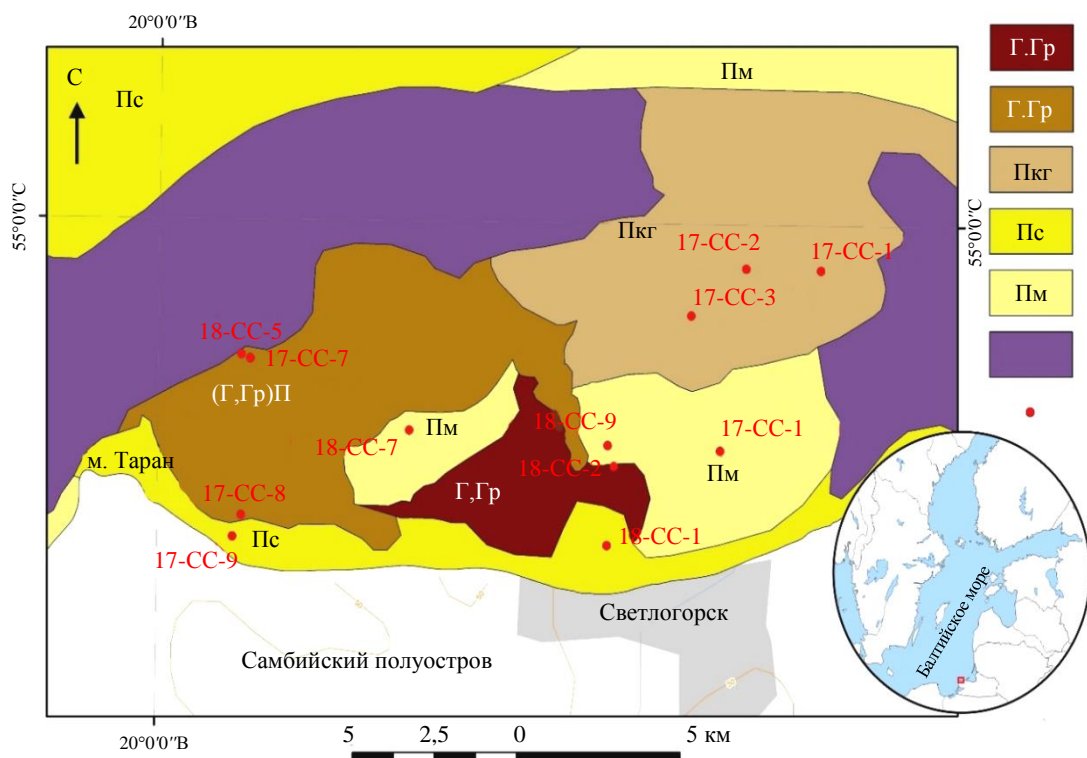 20°0'0"В
С
Пс
Пм
Г.Гр
Г.Гр
Пкг
Пс
Пм
55°0'0"С
55°0'0"С
Пкг
17-СС-2
17-СС-1
17-СС-3
18-СС-5
17-СС-7
(Г,Гр)П
Пм
18-СС-7
18-СС-9
17-СС-1
18-СС-2
Пм
м. Таран
Г,Гр
17-СС-8
Пс
18-СС-1
17-СС-9
Светлогорск
Самбийский полуостров
Балтийское море
20°0'0"В
5 2,5 0 5 км